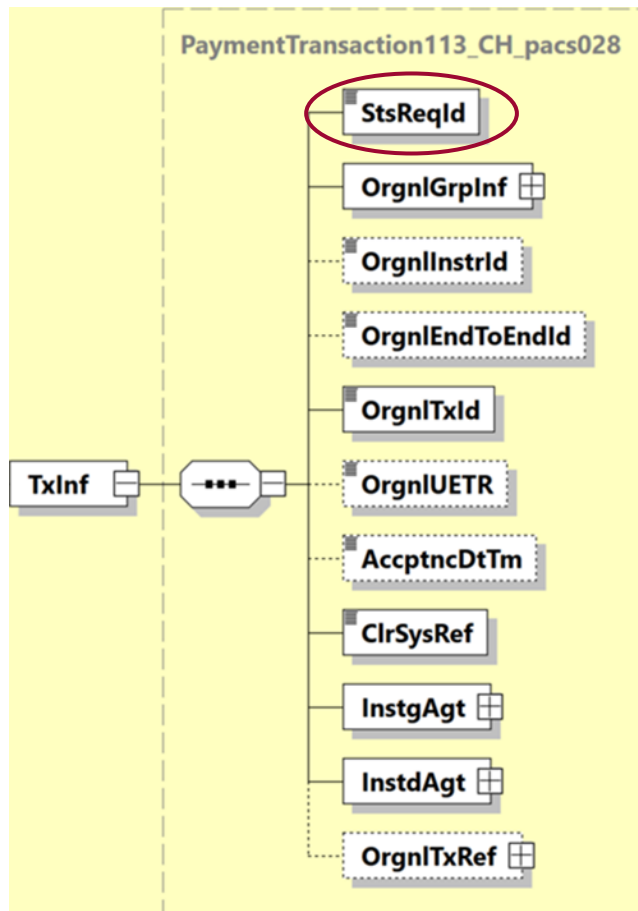 PaymentTransaction113_CH_pacs028
StsReqId
OrgnlGrpInf
OrgnlInstrId
OrgnlEndToEndId
OrgnlTxId
TxInf
OrgnlUETR
AccptncDtTm
ClrSysRef
InstgAgt
InstdAgt
OrgnlTxRef